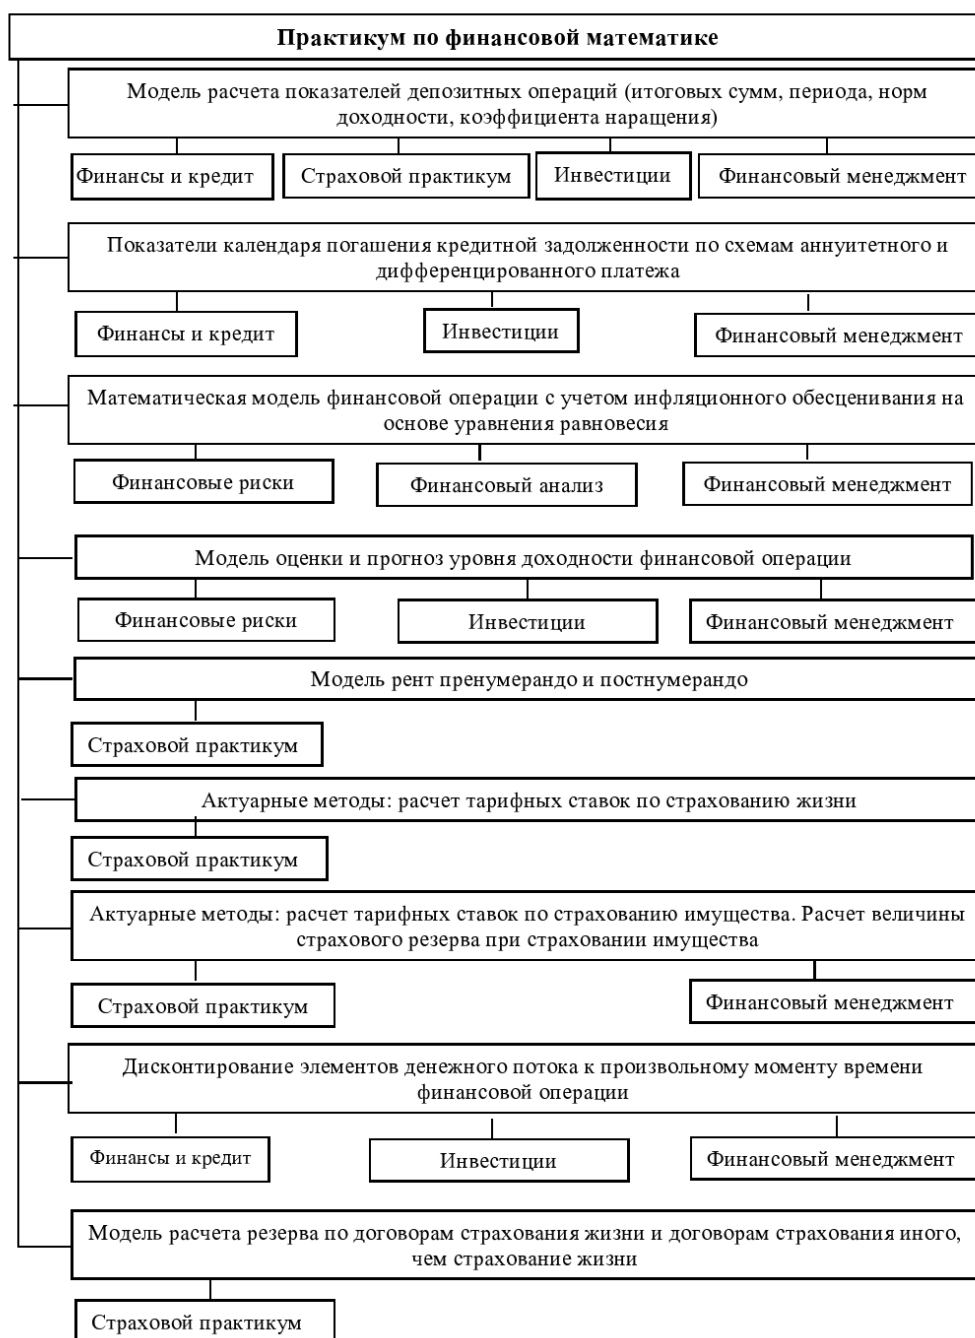 Практикум по финансовой математике
Модель расчета показателей депозитных операций (итоговых сумм, периода, норм
доходности, коэффициента наращения)
Финансы и кредит
Страховой практикум
Инвестиции
Финансовый менеджмент
Показатели календаря погашения кредитной задолженности по схемам аннуитетного и
дифференцированного платежа
Финансы и кредит
Инвестиции
Финансовый менеджмент
Математическая модель финансовой операции с учетом инфляционного обесценивания на
основе уравнения равновесия
Финансовые риски
Финансовый анализ
Финансовый менеджмент
Модель оценки и прогноз уровня доходности финансовой операции
Финансовые риски
Инвестиции
Финансовый менеджмент
Модель рент пренумерандо и постнумерандо
Страховой практикум
Актуарные методы: расчет тарифных ставок по страхованию жизни
Страховой практикум
Актуарные методы: расчет тарифных ставок по страхованию имущества. Расчет величины
страхового резерва при страховании имущества
Страховой практикум
Финансовый менеджмент
Дисконтирование элементов денежного потока к произвольному моменту времени
финансовой операции
Финансы и кредит
Инвестиции
Финансовый менеджмент
Модель расчета резерва по договорам страхования жизни и договорам страхования иного,
чем страхование жизни
Страховой практикум